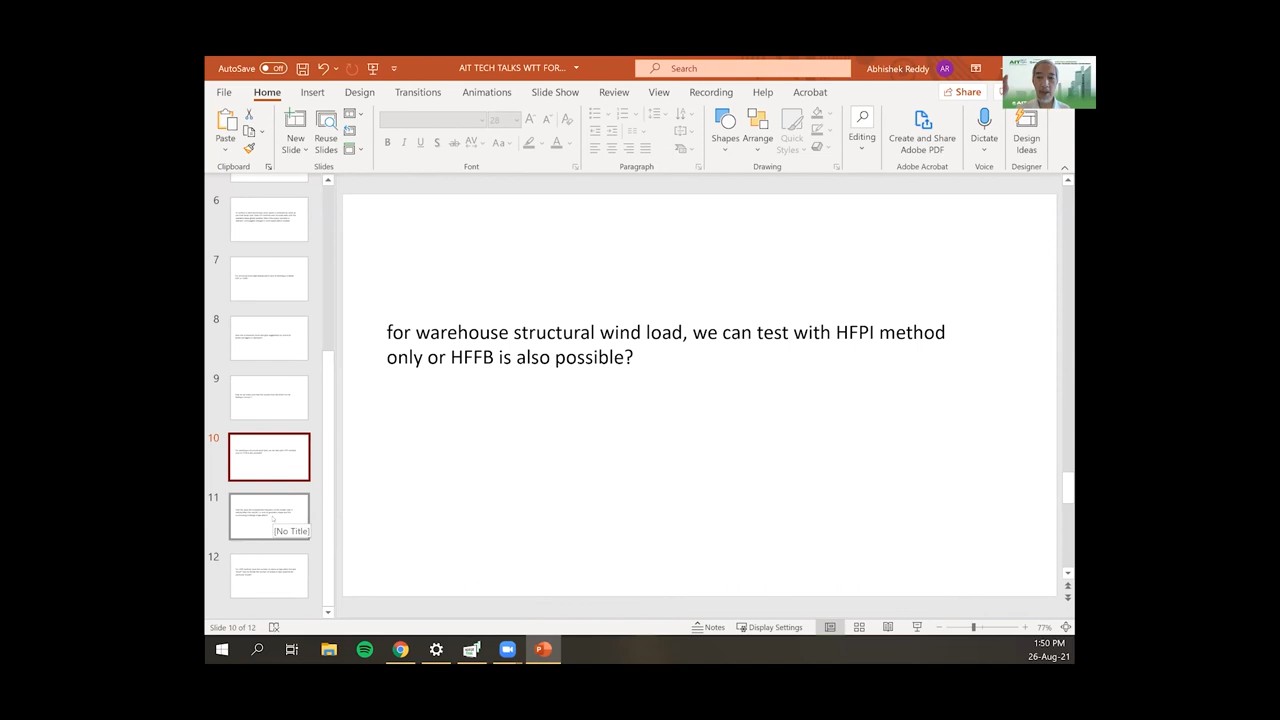 AutoSave Off
AIT TECH TALKS WTT FOR...
Search
Abhishek Reddy AR
File Home Insert Design Transitions Animations Slide Show Review View Recording Help Acrobat
Share
Paste
New Slide
Reuse Slides
28
Shapes
Arrange
Quick Styles
Editing
Create and Share Adobe PDF
Dictate
Design Ideas
Clipboard
Slides
Font
Paragraph
Drawing
Adobe Acrobat
Voice
Designer
6
7
8
9
10
11
[No Title]
12
for warehouse structural wind load, we can test with HFPI method
only or HFFB is also possible?
Slide 10 of 12
Notes
Display Settings
77%
1:50 PM
26-Aug-21